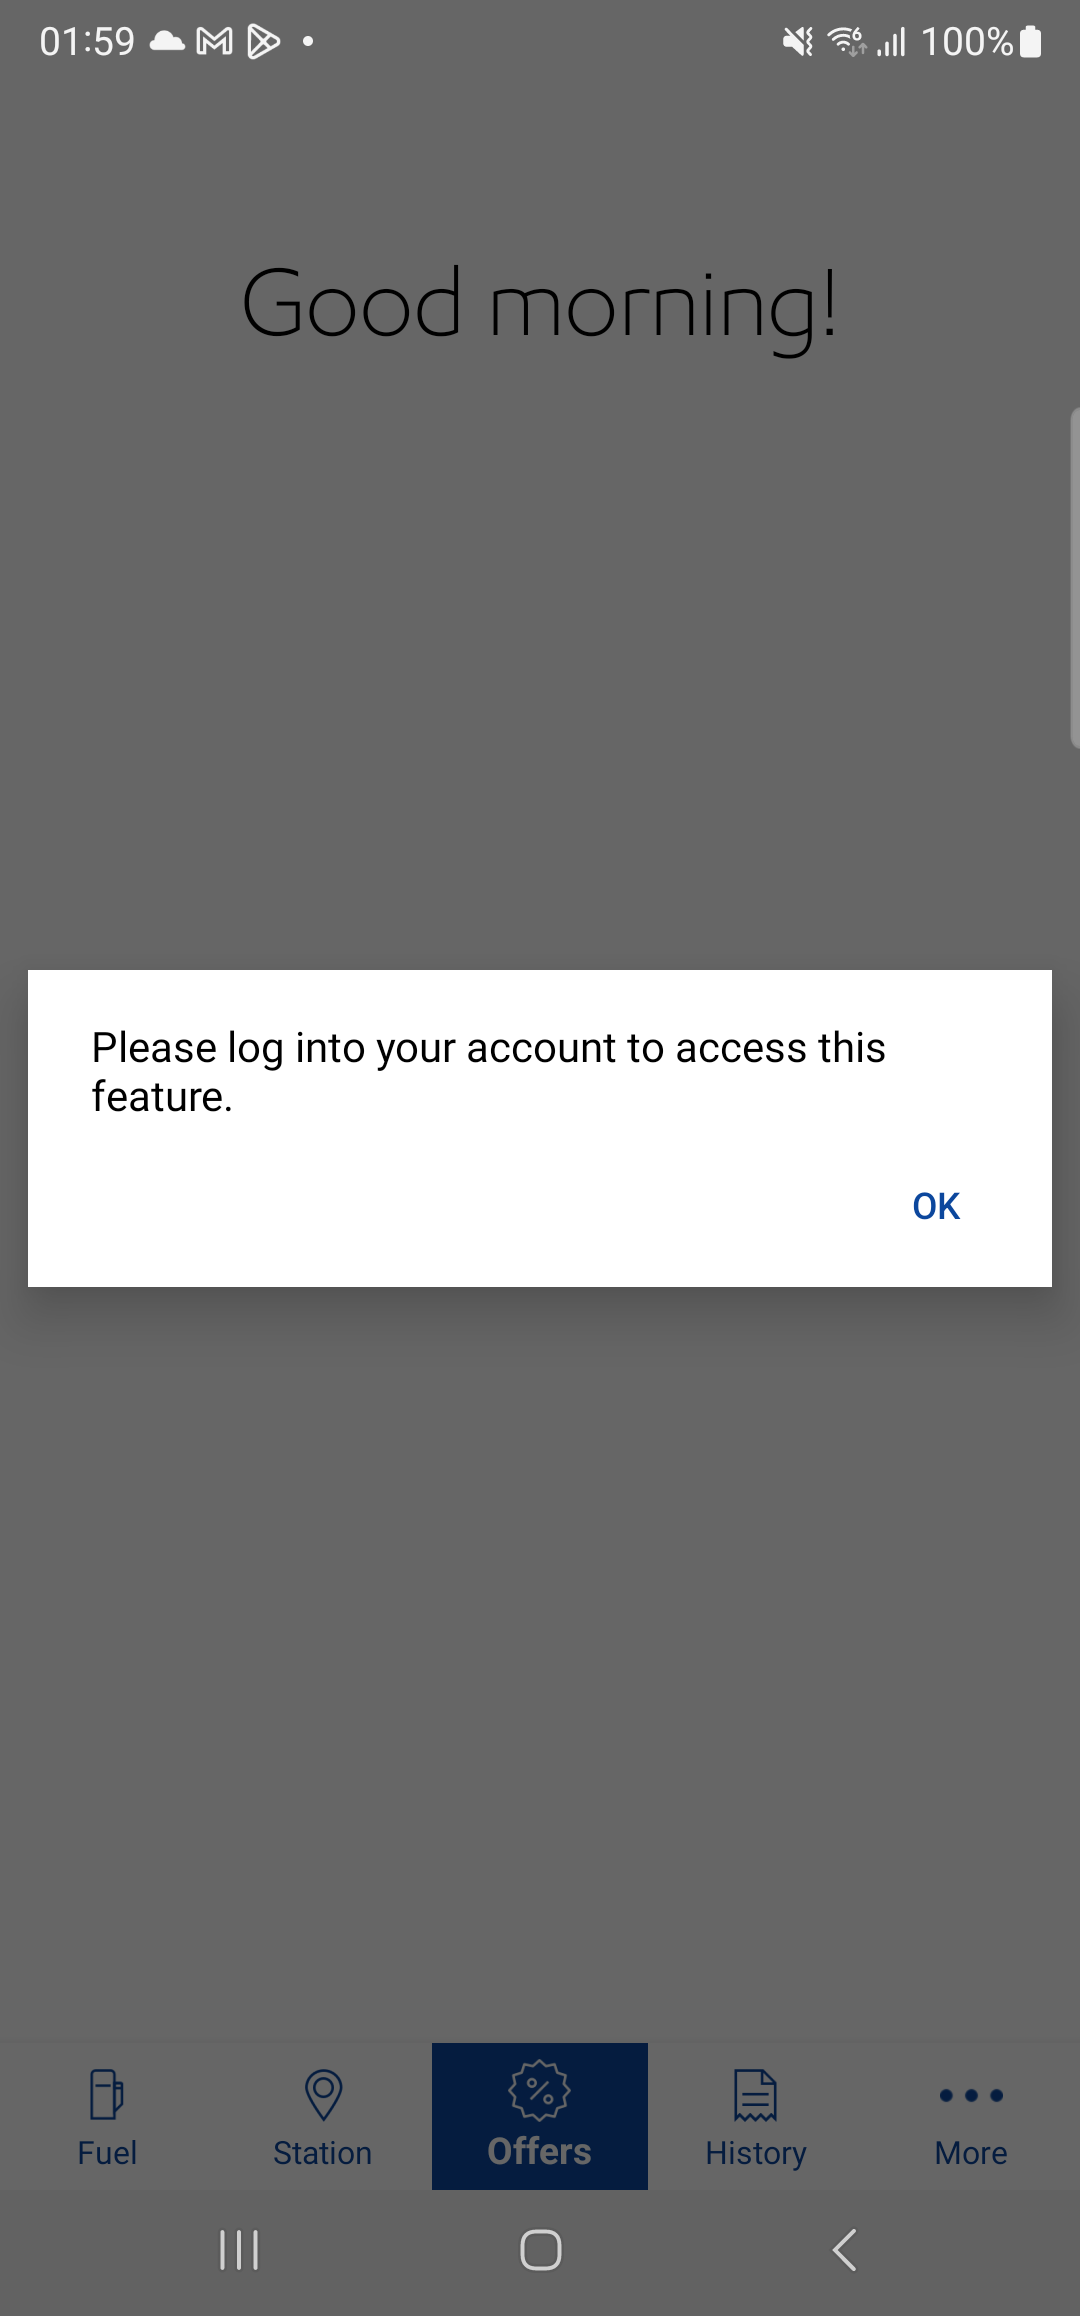 01:59
100%
Good morning!
Please log into your account to access this
feature.
OK
Fuel
Station
Offers
History
More